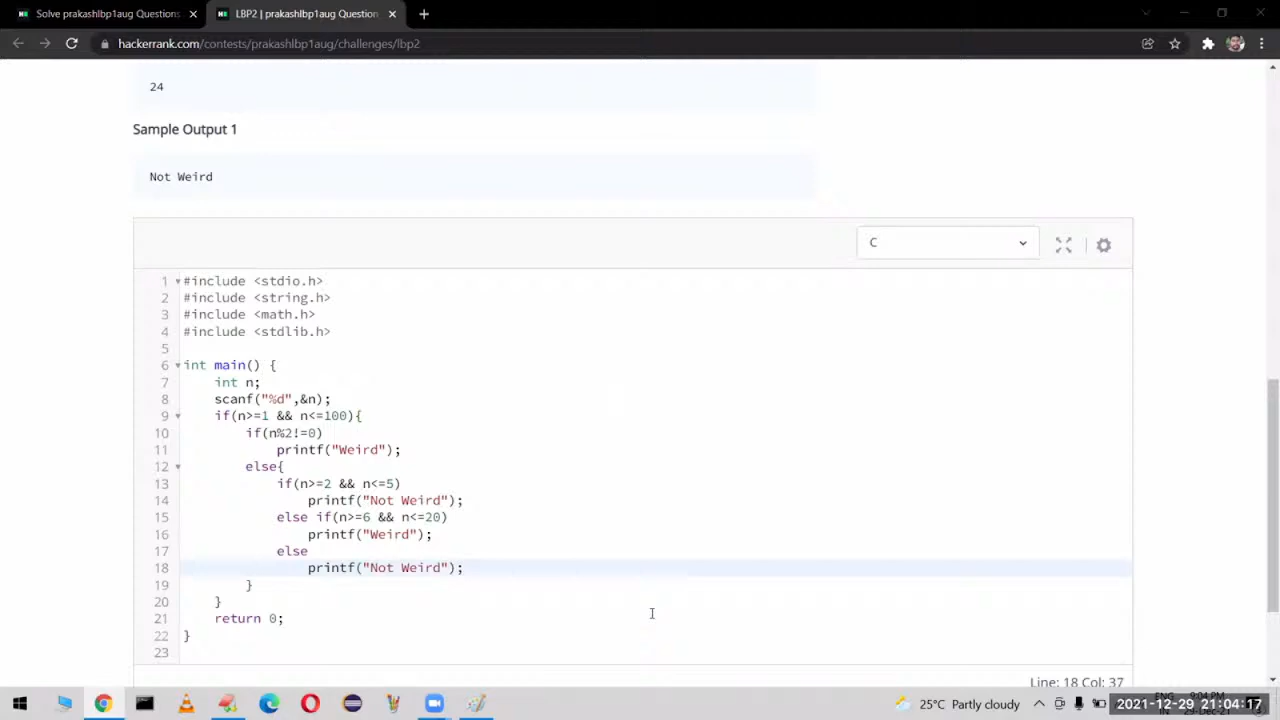 Solve prakashlbp1aug Questions
LBP2 | prakashlbp1aug Question
hackerrank.com/contests/prakashlbp1aug/challenges/lbp2
24
Sample Output 1
Not Weird
C
1 #include <stdio.h>
2 #include <string.h>
3 #include <math.h>
4 #include <stdlib.h>
5
6 int main() {
7 int n;
8 scanf("%d",&n);
9 if(n>=1 && n<=100){
10 if(n%2!=0)
11 printf("Weird");
12 else{
13 if(n>=2 && n<=5)
14 printf("Not Weird");
15 else if(n>=6 && n<=20)
16 printf("Weird");
17 else
18 printf("Not Weird");
19 }
20 }
21 return 0;
22 }
23
Line: 18 Col: 37
25°C Partly cloudy
ENG
9:04 PM
2021-12-29 21:04:17